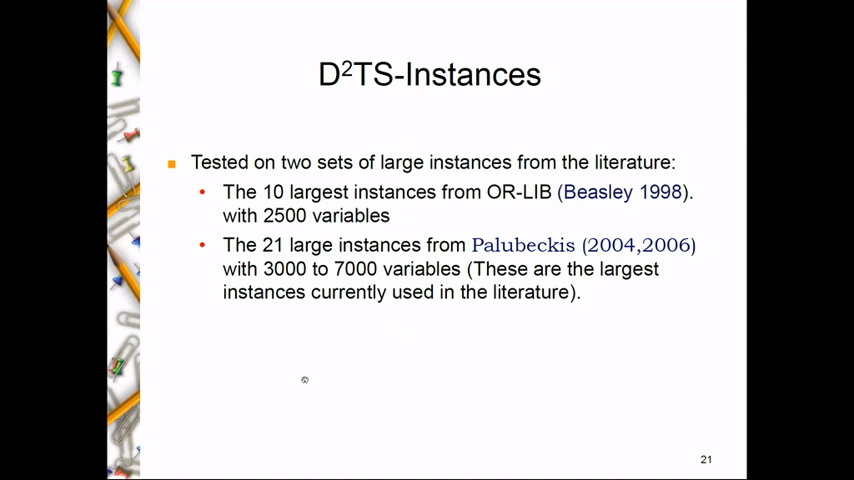 D²TS-Instances
Tested on two sets of large instances from the literature:
The 10 largest instances from OR-LIB (Beasley 1998).
with 2500 variables
The 21 large instances from Palubeckis (2004,2006)
with 3000 to 7000 variables (These are the largest
instances currently used in the literature).
21